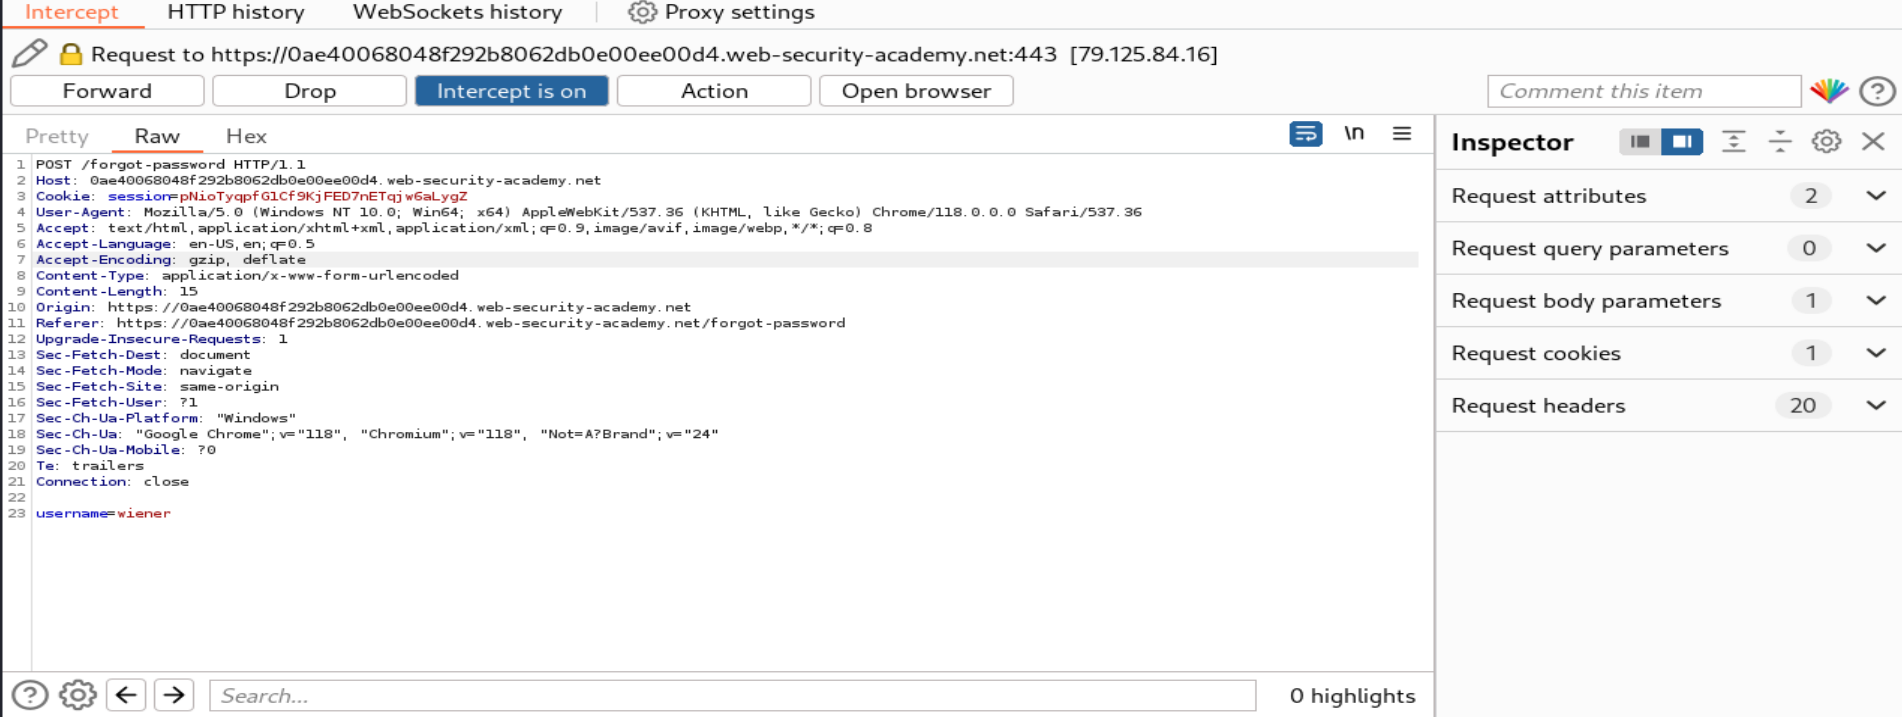 Intercept HTTP history WebSockets history Proxy settings
Request to https://0ae40068048f292b8062db0e00ee00d4.web-security-academy.net:443 [79.125.84.16]
Forward Drop Intercept is on Action Open browser Comment this item
Pretty Raw Hex \n
1 POST /forgot-password HTTP/1.1
2 Host: 0ae40068048f292b8062db0e00ee00d4.web-security-academy.net
3 Cookie: session=pNioTyqpfG1Cf9KjFED7nETqjw6aLygZ
4 User-Agent: Mozilla/5.0 (Windows NT 10.0; Win64; x64) AppleWebKit/537.36 (KHTML, like Gecko) Chrome/118.0.0.0 Safari/537.36
5 Accept: text/html,application/xhtml+xml,application/xml;q=0.9,image/avif,image/webp,*/*;q=0.8
6 Accept-Language: en-US,en;q=0.5
7 Accept-Encoding: gzip, deflate
8 Content-Type: application/x-www-form-urlencoded
9 Content-Length: 15
10 Origin: https://0ae40068048f292b8062db0e00ee00d4.web-security-academy.net
11 Referer: https://0ae40068048f292b8062db0e00ee00d4.web-security-academy.net/forgot-password
12 Upgrade-Insecure-Requests: 1
13 Sec-Fetch-Dest: document
14 Sec-Fetch-Mode: navigate
15 Sec-Fetch-Site: same-origin
16 Sec-Fetch-User: ?1
17 Sec-Ch-Ua-Platform: "Windows"
18 Sec-Ch-Ua: "Google Chrome";v="118", "Chromium";v="118", "Not=A?Brand";v="24"
19 Sec-Ch-Ua-Mobile: ?0
20 Te: trailers
21 Connection: close
22
23 username=wiener
Search... 0 highlights
Inspector
Request attributes 2
Request query parameters 0
Request body parameters 1
Request cookies 1
Request headers 20